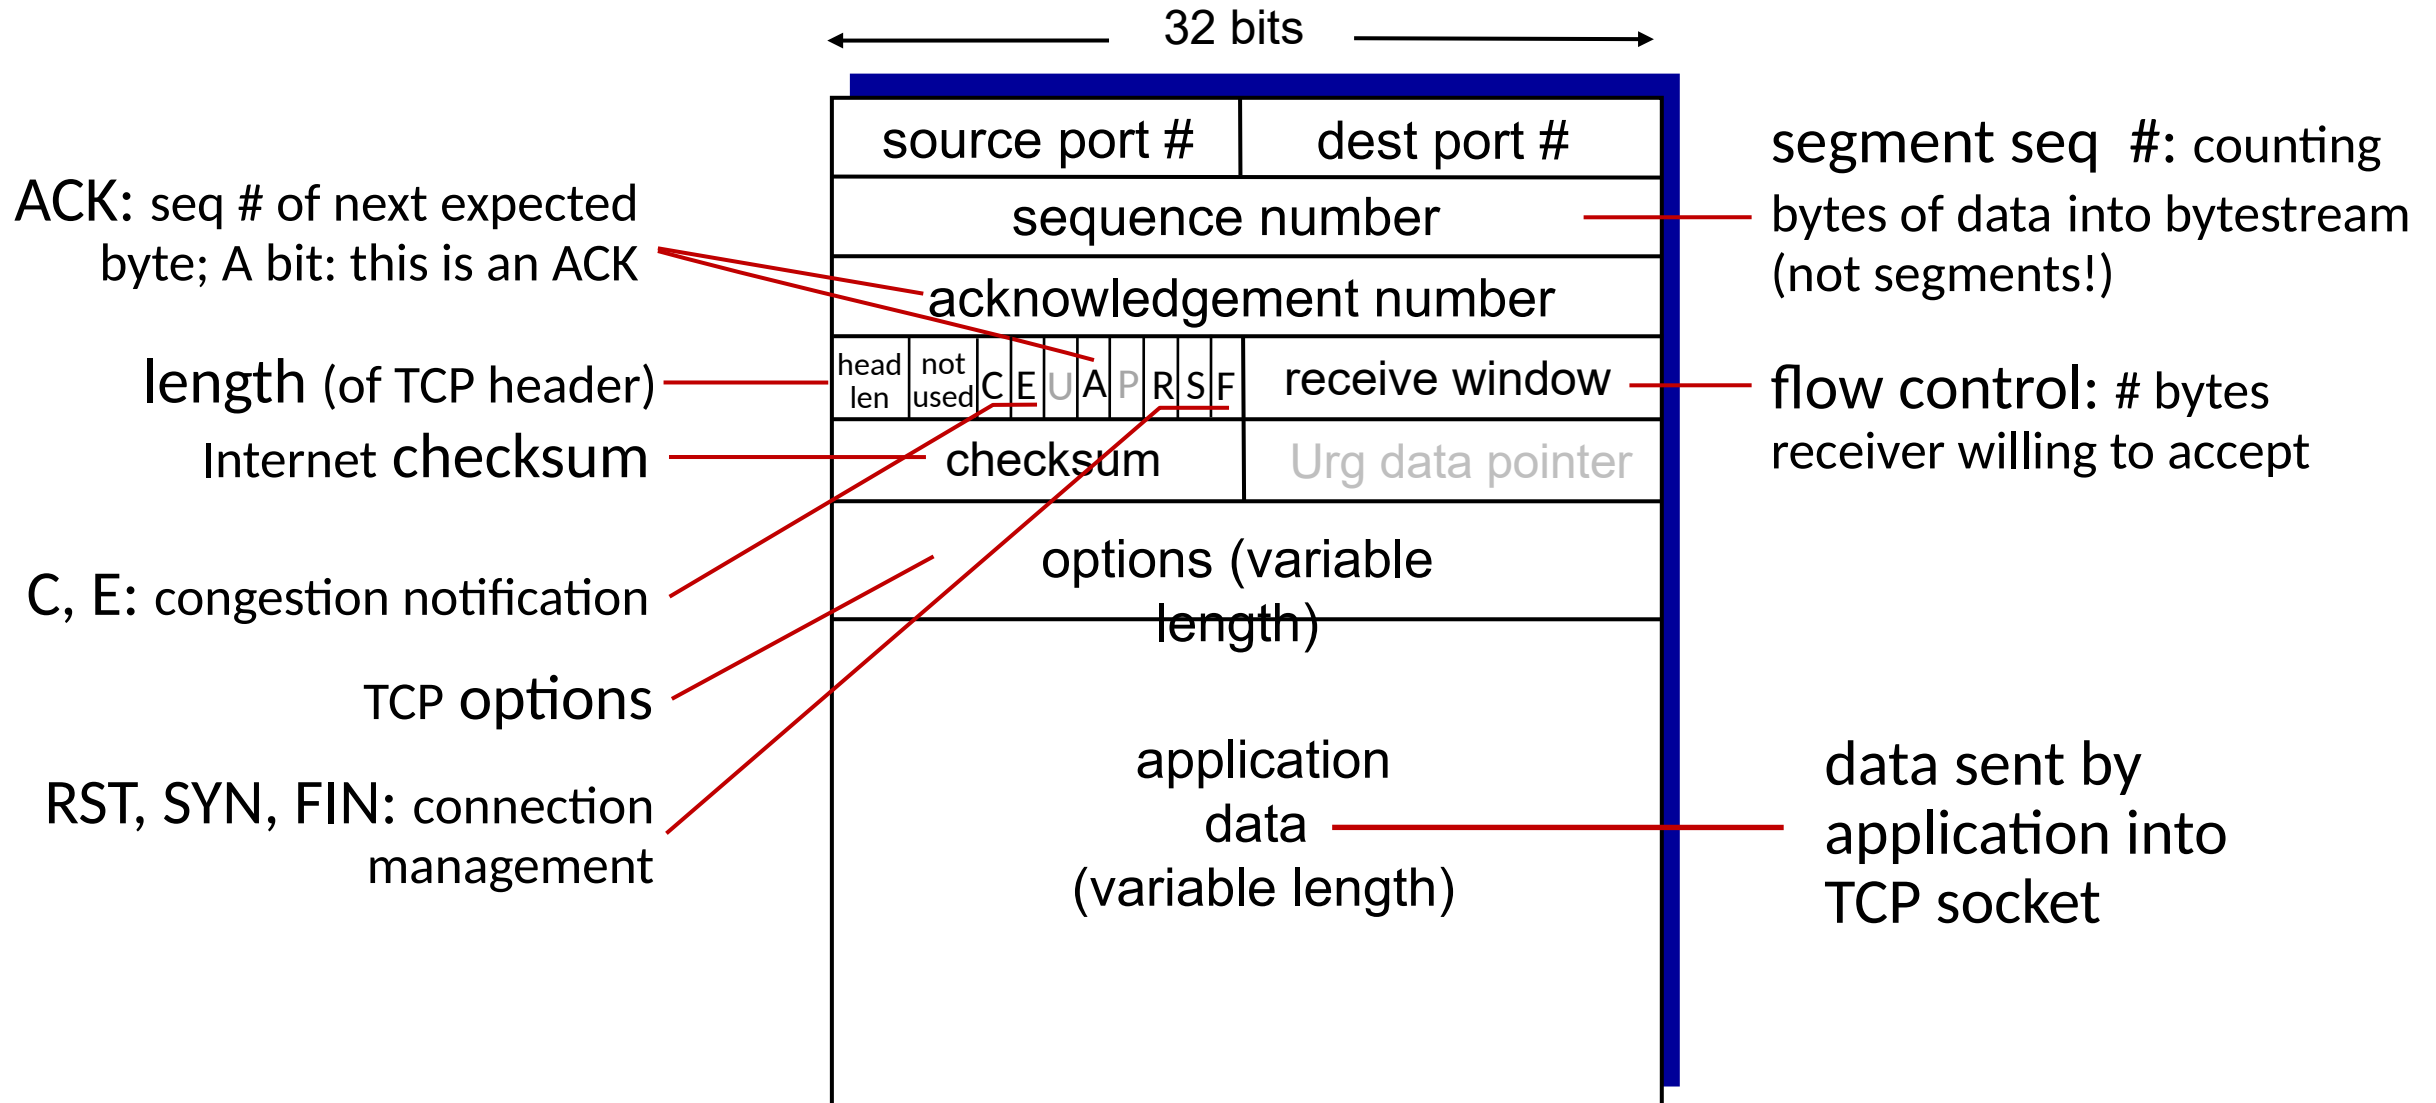 32 bits
source port #
dest port #
segment seq  #: counting
bytes of data into bytestream
(not segments!)
ACK: seq # of next expected
byte; A bit: this is an ACK
sequence number
acknowledgement number
length (of TCP header)
head
len
not
used
C E U A P R S F
receive window
flow control: # bytes
receiver willing to accept
Internet checksum
checksum
Urg data pointer
C, E: congestion notification
options (variable
length)
TCP options
RST, SYN, FIN: connection
management
application
data
(variable length)
data sent by
application into
TCP socket